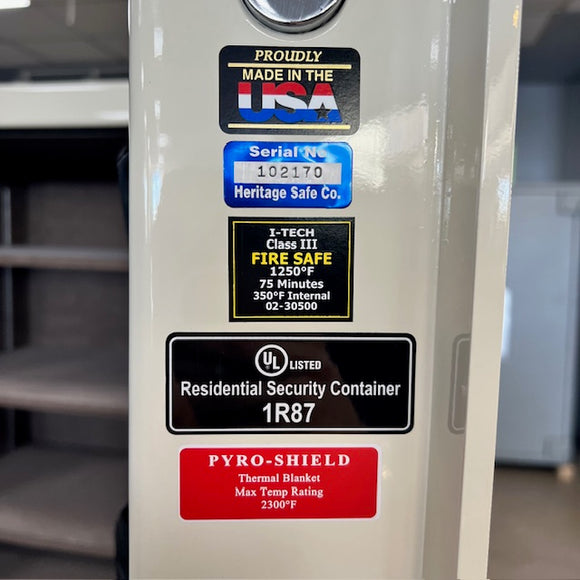 PROUDLY
MADE IN THE
USA
Serial No
102170
Heritage Safe Co.
I-TECH
Class III
FIRE SAFE
1250°F
75 Minutes
350°F Internal
02-30500
UL LISTED
Residential Security Container
1R87
PYRO-SHIELD
Thermal Blanket
Max Temp Rating
2300°F